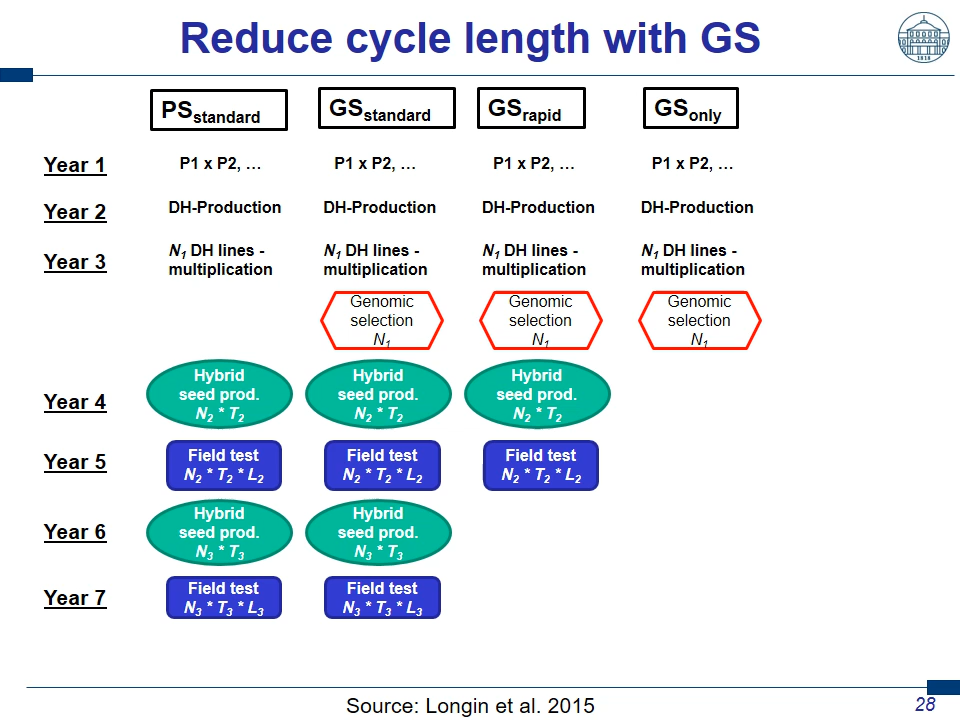 Reduce cycle length with GS
1818
PSstandard GSstandard GSrapid GSonly
Year 1 P1 x P2, … P1 x P2, … P1 x P2, … P1 x P2, …
Year 2 DH-Production DH-Production DH-Production DH-Production
Year 3
N1 DH lines - N1 DH lines - N1 DH lines - N1 DH lines -
multiplication multiplication multiplication multiplication
Genomic Genomic Genomic
selection selection selection
N1 N1 N1
Year 4
Hybrid Hybrid Hybrid
seed prod. seed prod. seed prod.
N2 * T2 N2 * T2 N2 * T2
Year 5
Field test Field test Field test
N2 * T2 * L2 N2 * T2 * L2 N2 * T2 * L2
Year 6
Hybrid Hybrid
seed prod. seed prod.
N3 * T3 N3 * T3
Year 7
Field test Field test
N3 * T3 * L3 N3 * T3 * L3
Source: Longin et al. 2015
28